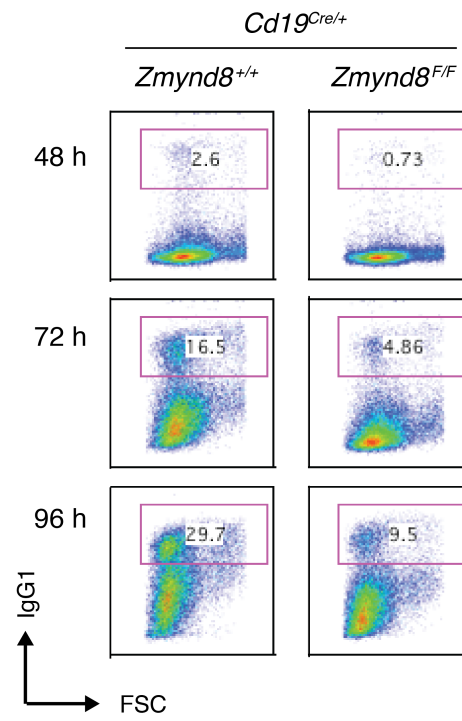 Cd19Cre/+
Zmynd8+/+ Zmynd8F/F
48 h 2.6 0.73
72 h 16.5 4.86
96 h 29.7 9.5
IgG1
FSC